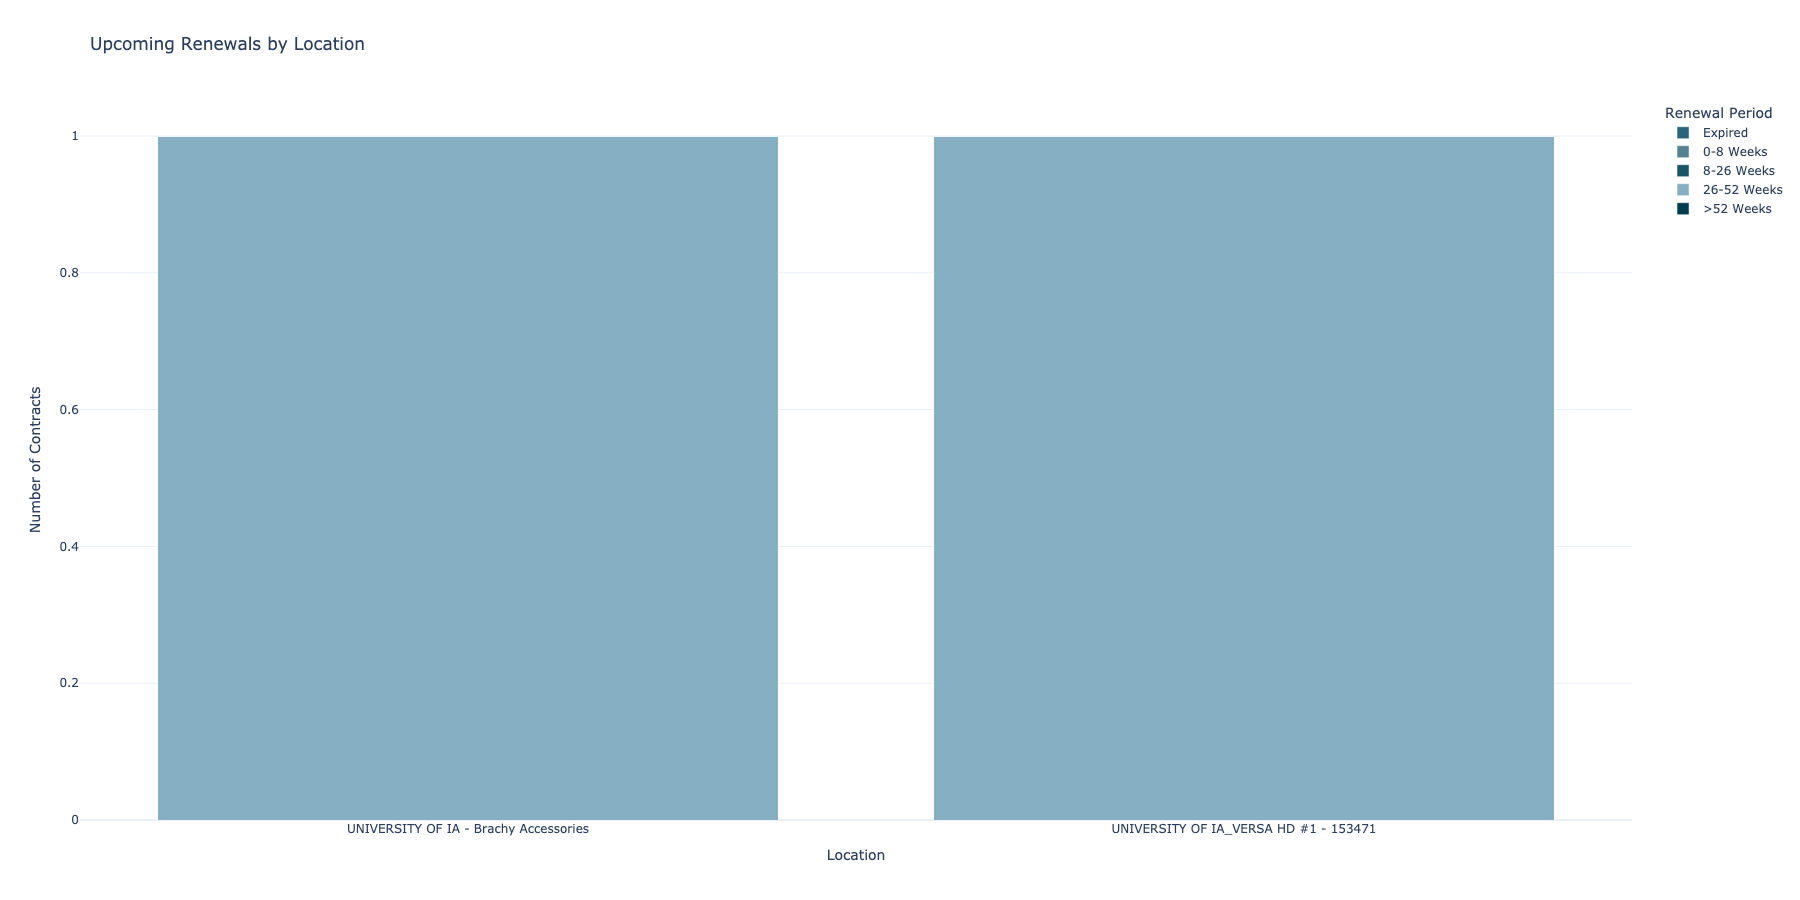 Upcoming Renewals by Location
Renewal Period
Expired
0-8 Weeks
8-26 Weeks
26-52 Weeks
>52 Weeks
Number of Contracts
1
0.8
0.6
0.4
0.2
0
UNIVERSITY OF IA - Brachy Accessories
UNIVERSITY OF IA_VERSA HD #1 - 153471
Location